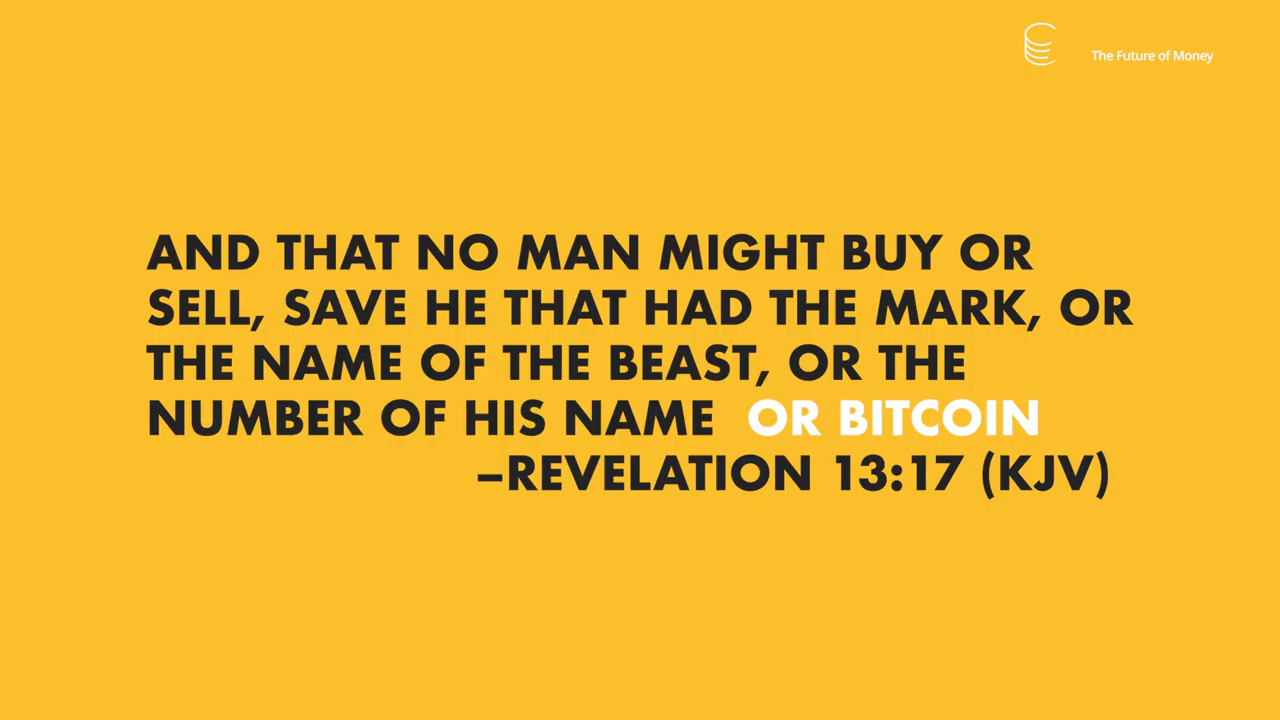 The Future of Money
AND THAT NO MAN MIGHT BUY OR
SELL, SAVE HE THAT HAD THE MARK, OR
THE NAME OF THE BEAST, OR THE
NUMBER OF HIS NAME OR BITCOIN
–REVELATION 13:17 (KJV)